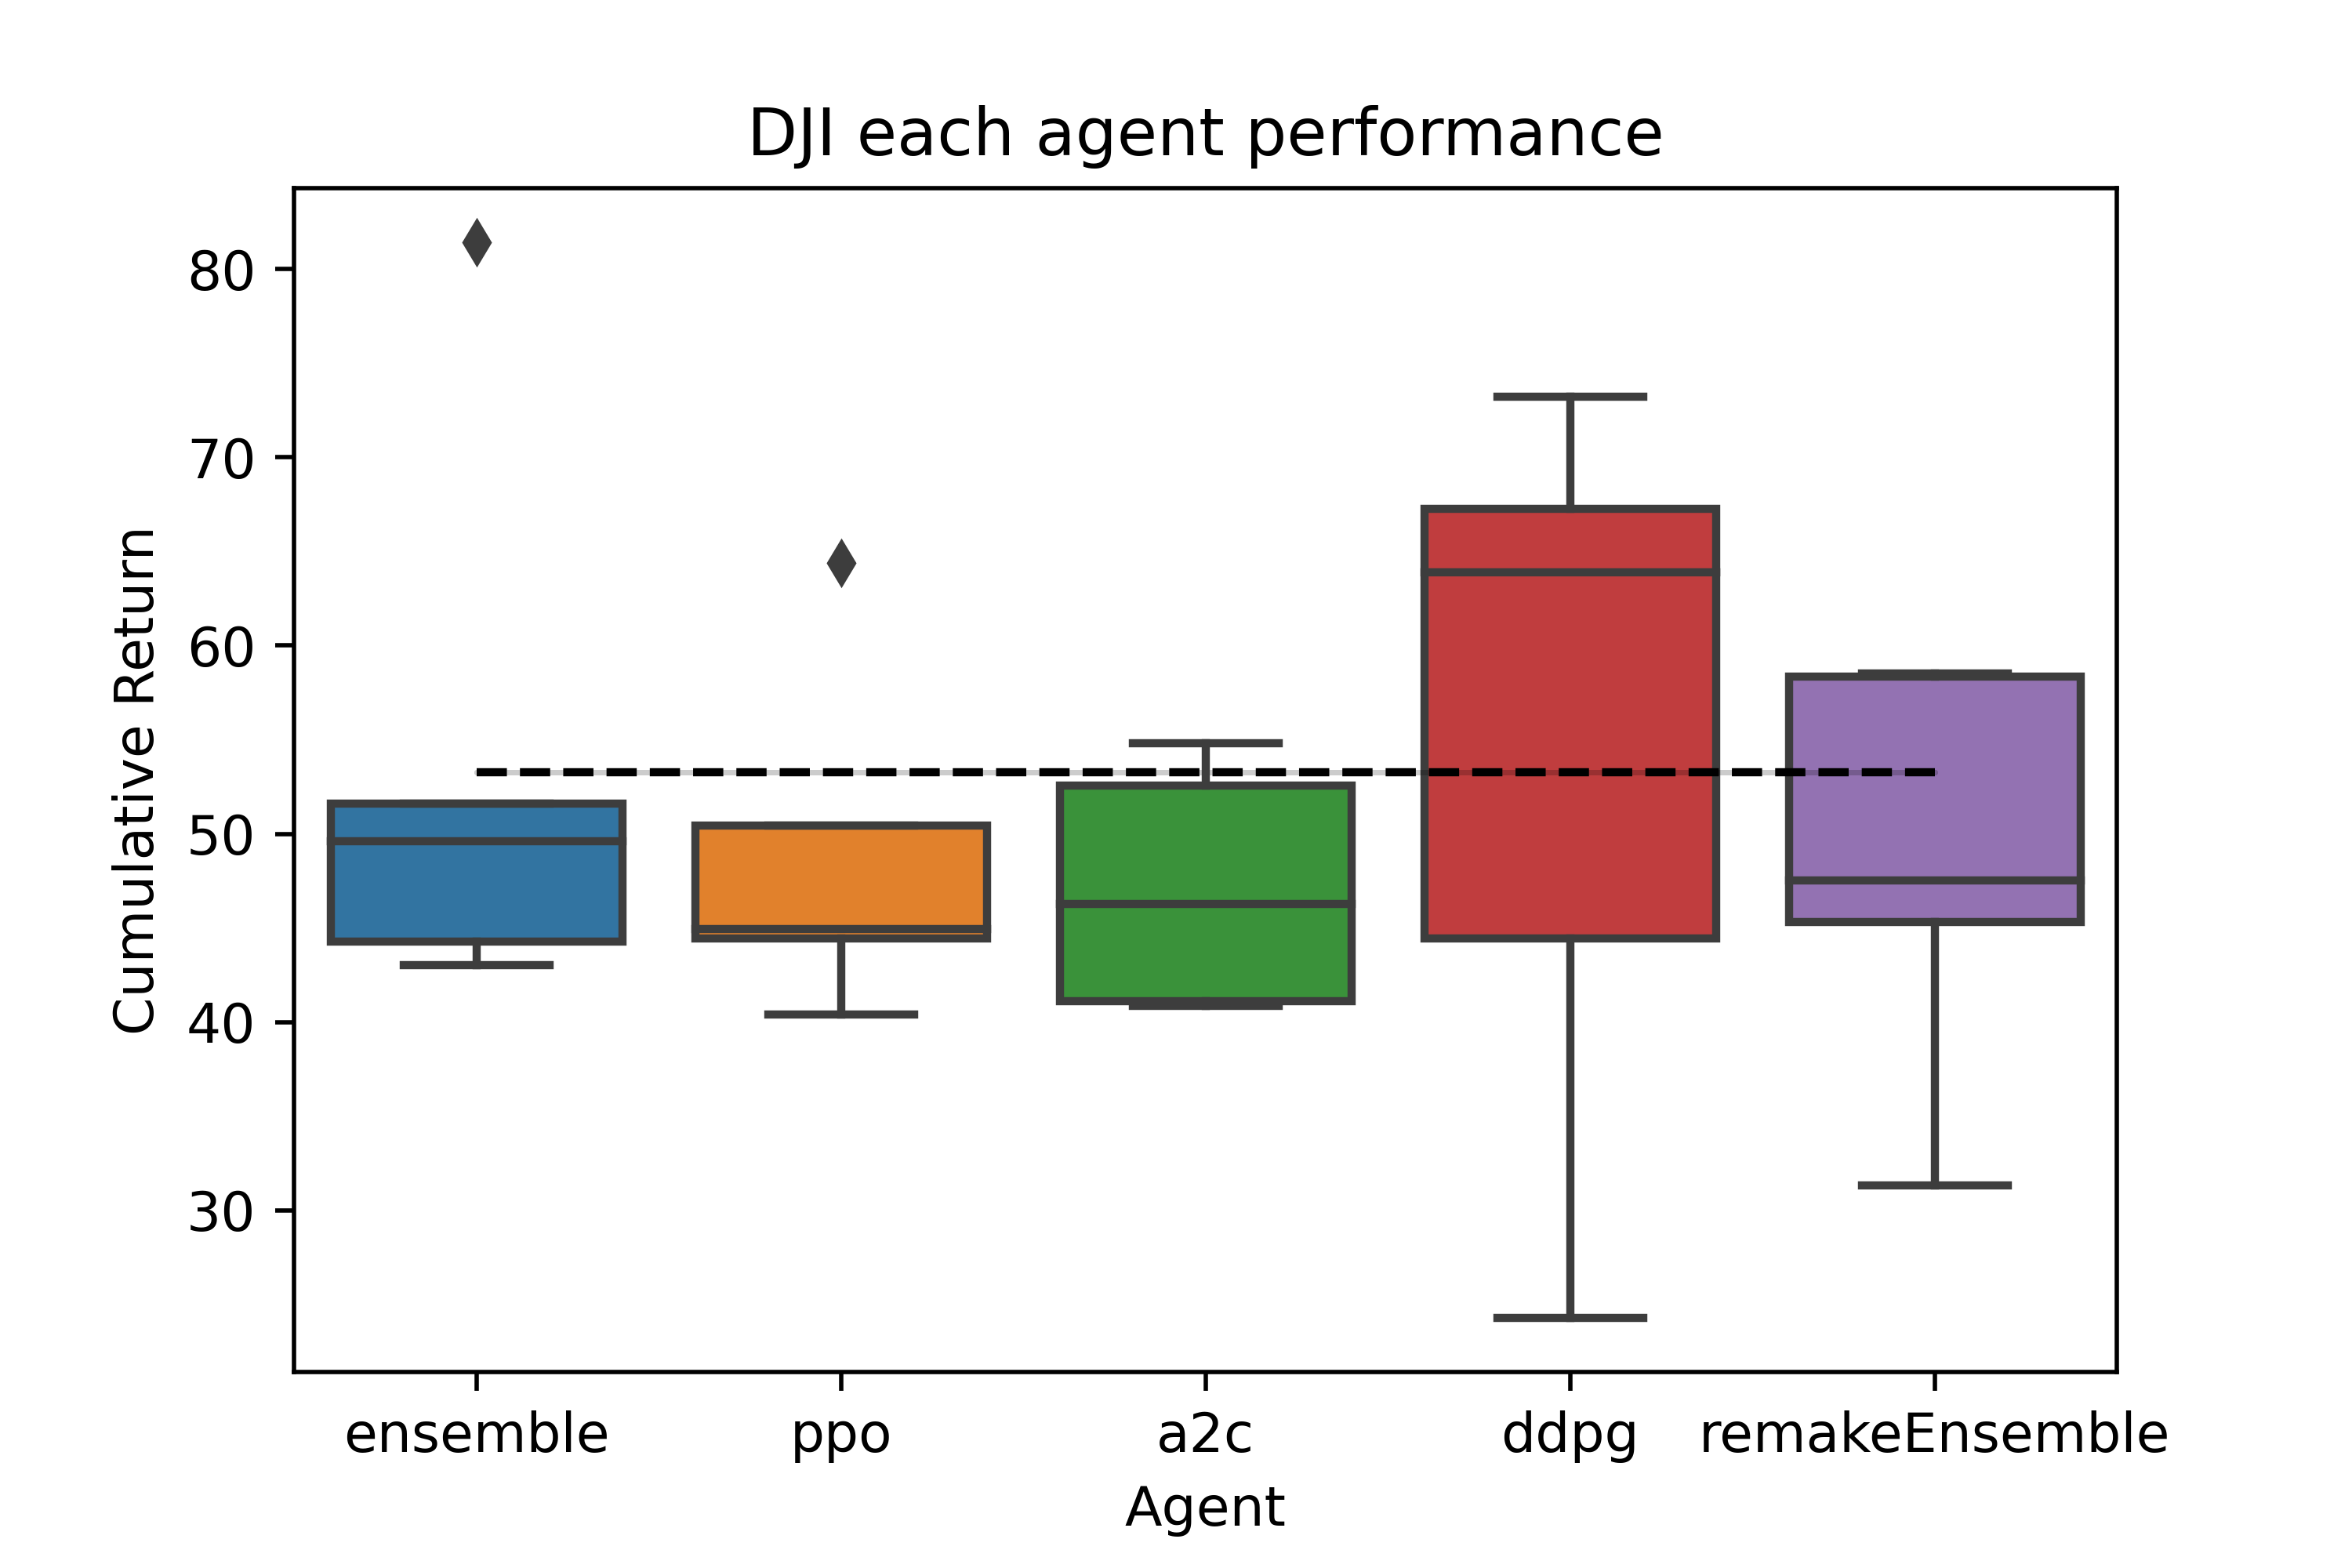 DJI each agent performance
Cumulative Return
80
70
60
50
40
30
ensemble ppo a2c ddpg remakeEnsemble
Agent